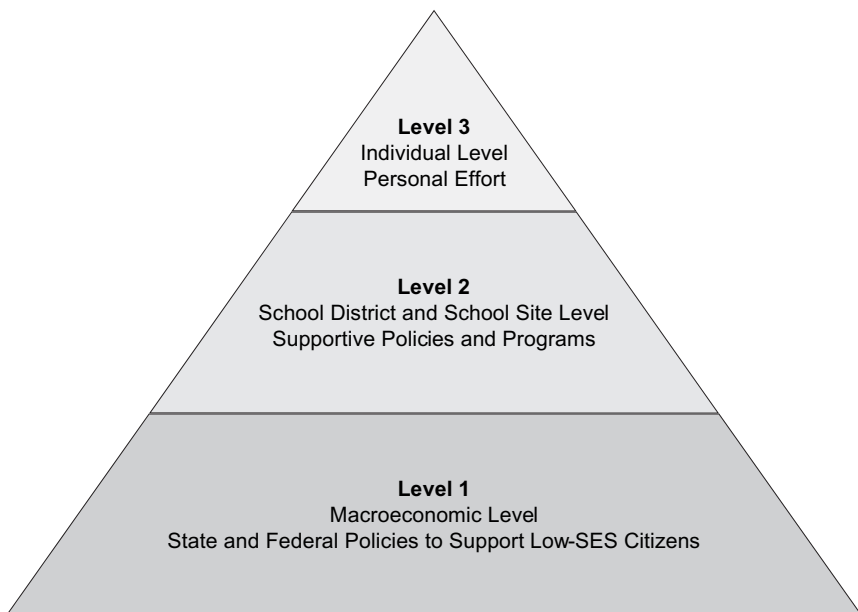 Level 3
Individual Level
Personal Effort
Level 2
School District and School Site Level
Supportive Policies and Programs
Level 1
Macroeconomic Level
State and Federal Policies to Support Low-SES Citizens